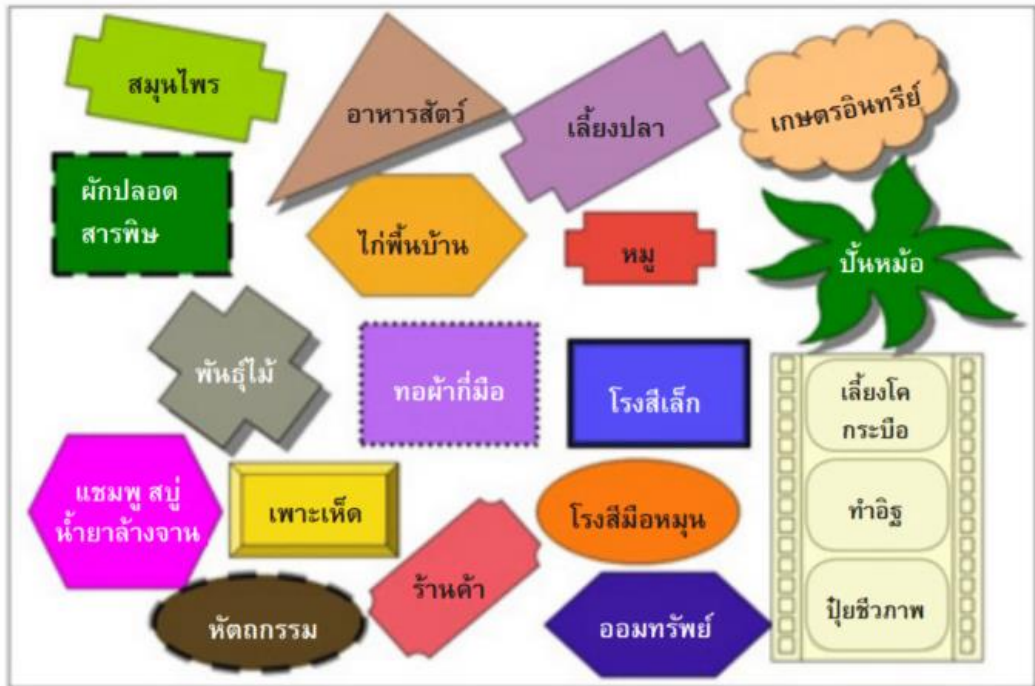 สมุนไพร
อาหารสัตว์
เลี้ยงปลา
เกษตรอินทรีย์
ผักปลอด
สารพิษ
ไก่พื้นบ้าน
หมู
ปั้นหม้อ
พันธุ์ไม้
ทอผ้ากี่มือ
โรงสีเล็ก
เลี้ยงโค
กระบือ
แชมพู สบู่
น้ำยาล้างจาน
เพาะเห็ด
โรงสีมือหมุน
ทำอิฐ
หัตถกรรม
ร้านค้า
ออมทรัพย์
ปุ๋ยชีวภาพ